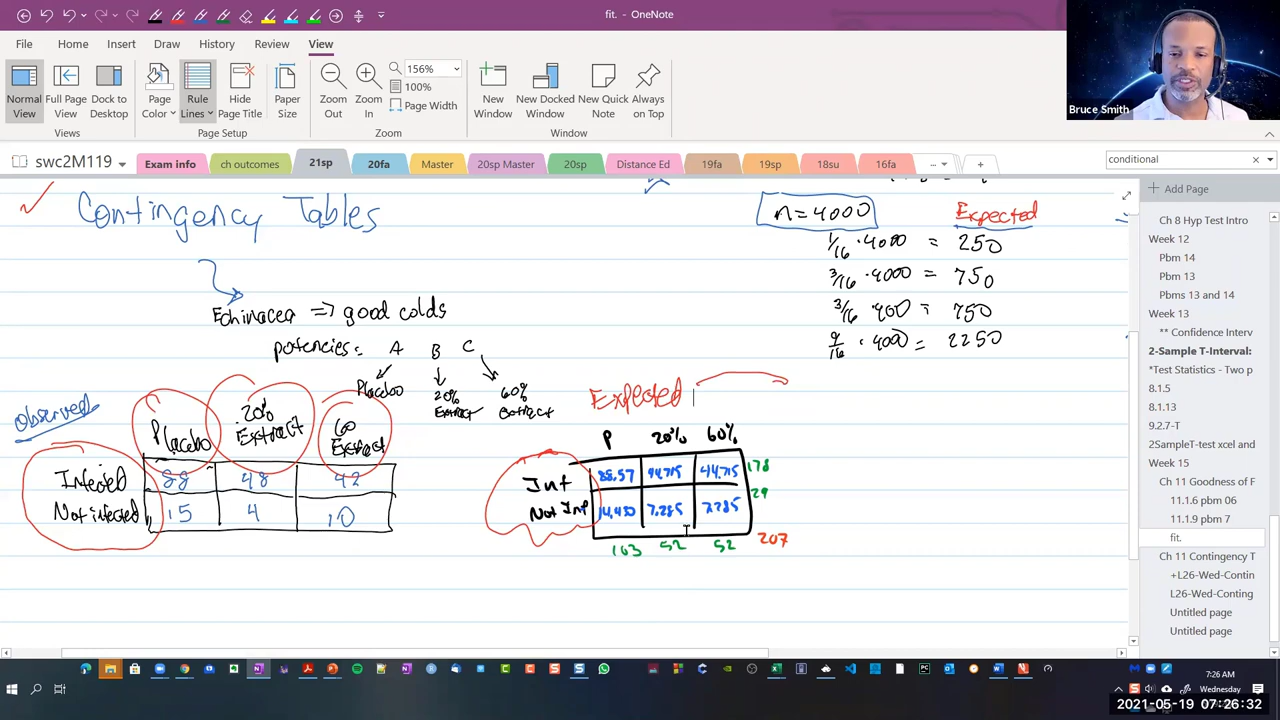 fit. - OneNote
File Home Insert Draw History Review View
156%
100%
Page Width
Normal View
Full Page View
Dock to Desktop
Page Color
Rule Lines
Hide Page Title
Paper Size
Zoom Out
Zoom In
New Window
New Docked Window
New Quick Note
Always on Top
Views
Page Setup
Zoom
Window
Bruce Smith
swc2M119
Exam info
ch outcomes
21sp
20fa
Master
20sp Master
20sp
Distance Ed
19fa
19sp
18su
16fa
conditional
Contingency Tables
n = 4000
Expected
1/16 · 4000 = 250
3/16 · 4000 = 750
3/16 · 400 = 750
9/16 · 4000 = 2250
Echinacea => good colds
potencies: A B C
Placebo
20% Extract
60% Extract
Observed
Placebo
20% Extract
60 Extract
Infected 88 48 42
Not infected 15 4 10
Expected
P 20% 60%
Inf 88.57 44.715 44.715 178
Not Inf 14.430 7.285 7.285 29
103 52 52 207
Add Page
Ch 8 Hyp Test Intro
Week 12
Pbm 14
Pbm 13
Pbms 13 and 14
Week 13
** Confidence Interv
2-Sample T-Interval:
*Test Statistics - Two p
8.1.5
8.1.13
9.2.7-T
2SampleT-test xcel and
Week 15
Ch 11 Goodness of F
11.1.6 pbm 06
11.1.9 pbm 7
fit.
Ch 11 Contingency T
+L26-Wed-Contin
L26-Wed-Conting
Untitled page
Untitled page
7:26 AM
Wednesday
2021-05-19 07:26:32